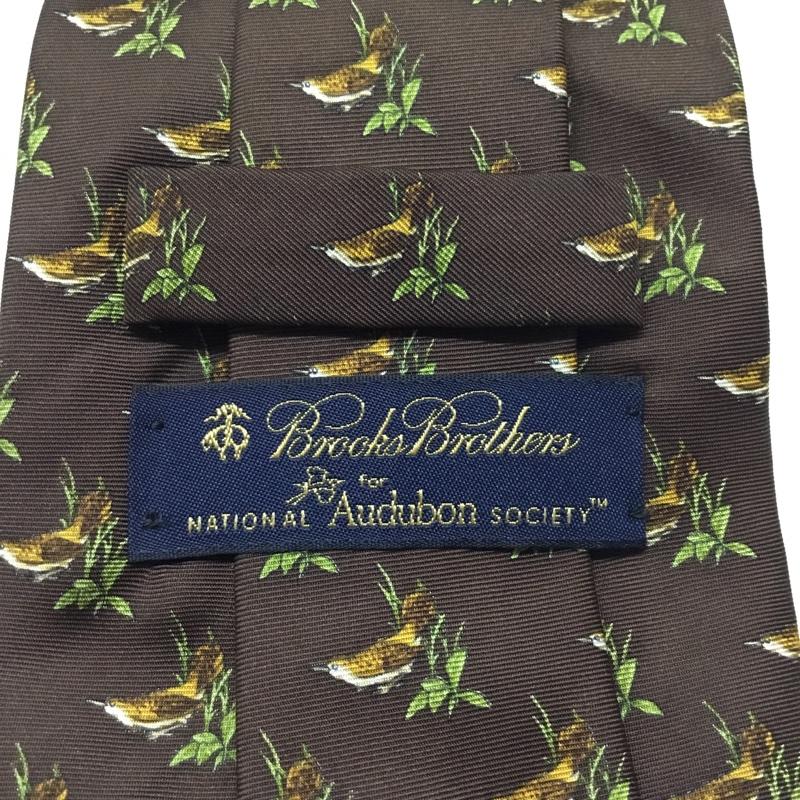 Brooks Brothers
for
NATIONAL Audubon SOCIETY™